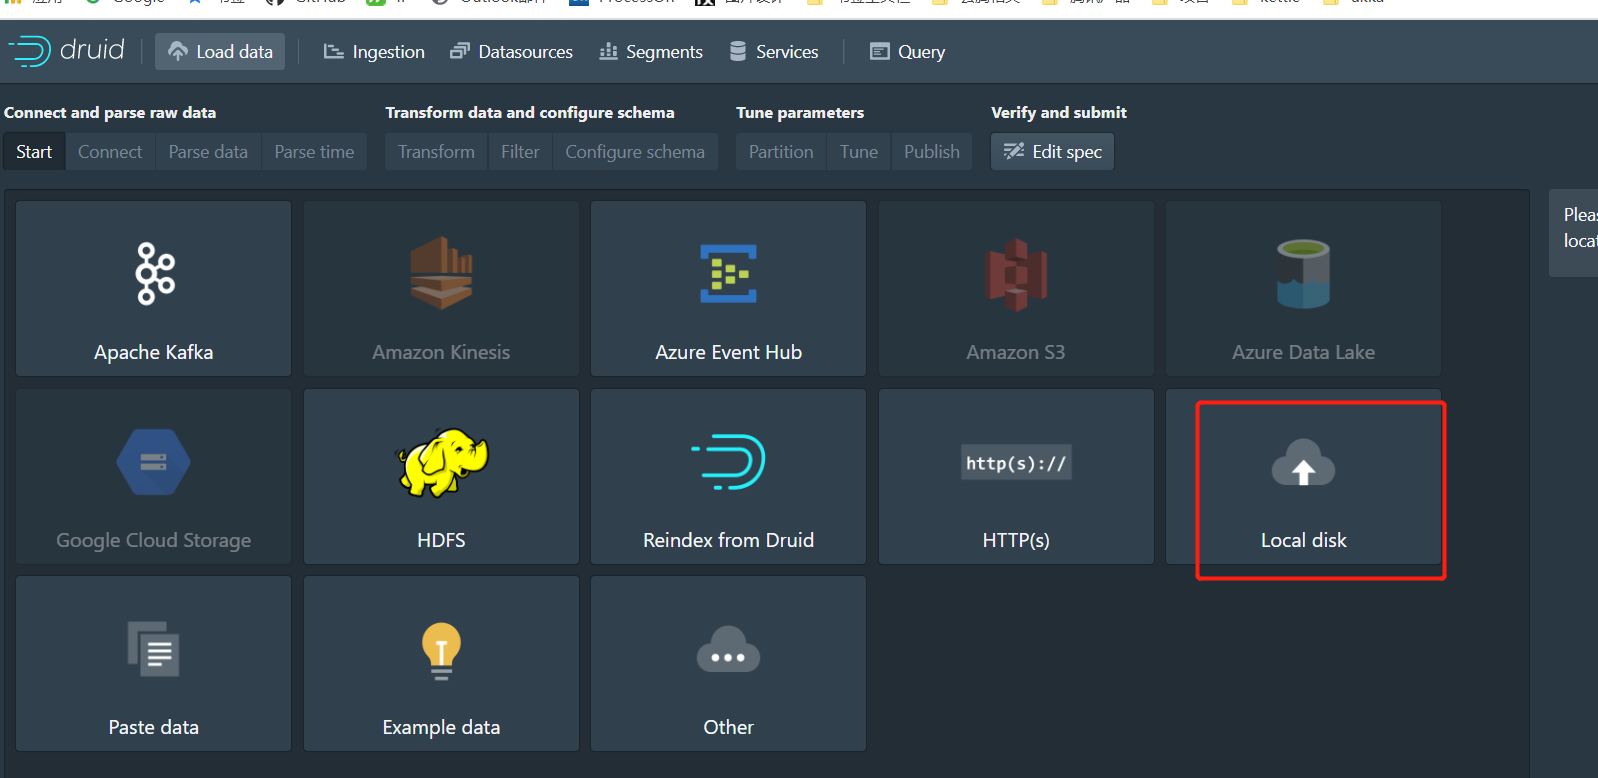 druid
Load data
Ingestion
Datasources
Segments
Services
Query
Connect and parse raw data
Transform data and configure schema
Tune parameters
Verify and submit
Start
Connect
Parse data
Parse time
Transform
Filter
Configure schema
Partition
Tune
Publish
Edit spec
Apache Kafka
Amazon Kinesis
Azure Event Hub
Amazon S3
Azure Data Lake
Plea
loca
Google Cloud Storage
HDFS
Reindex from Druid
http(s)://
HTTP(s)
Local disk
Paste data
Example data
Other